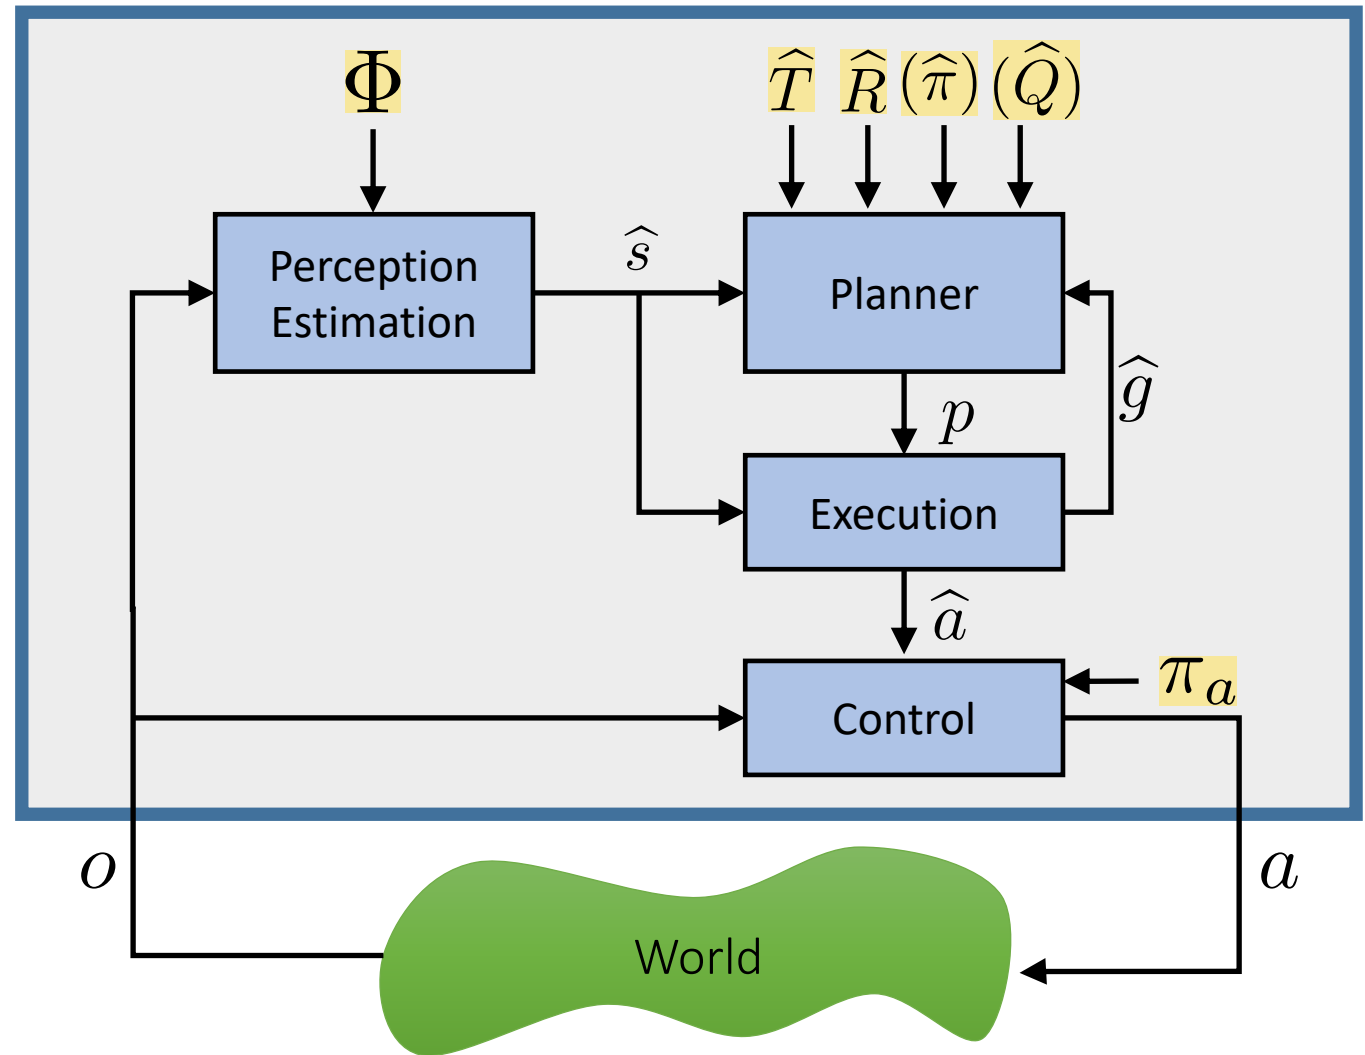 Φ
T̂ R̂ (π̂) (Q̂)
Perception
Estimation
ŝ
Planner
ĝ
p
Execution
â
π_a
Control
o
a
World